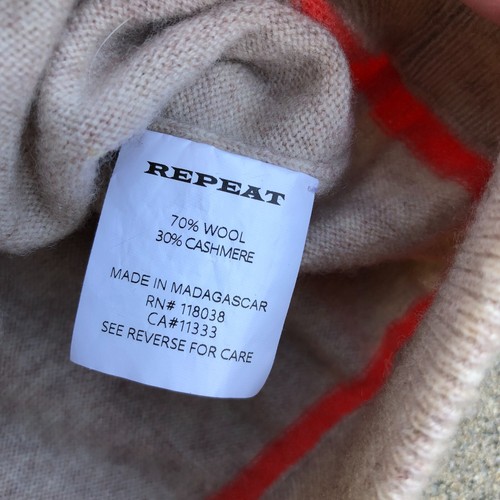 REPEAT
70% WOOL
30% CASHMERE
MADE IN MADAGASCAR
RN# 118038
CA#11333
SEE REVERSE FOR CARE